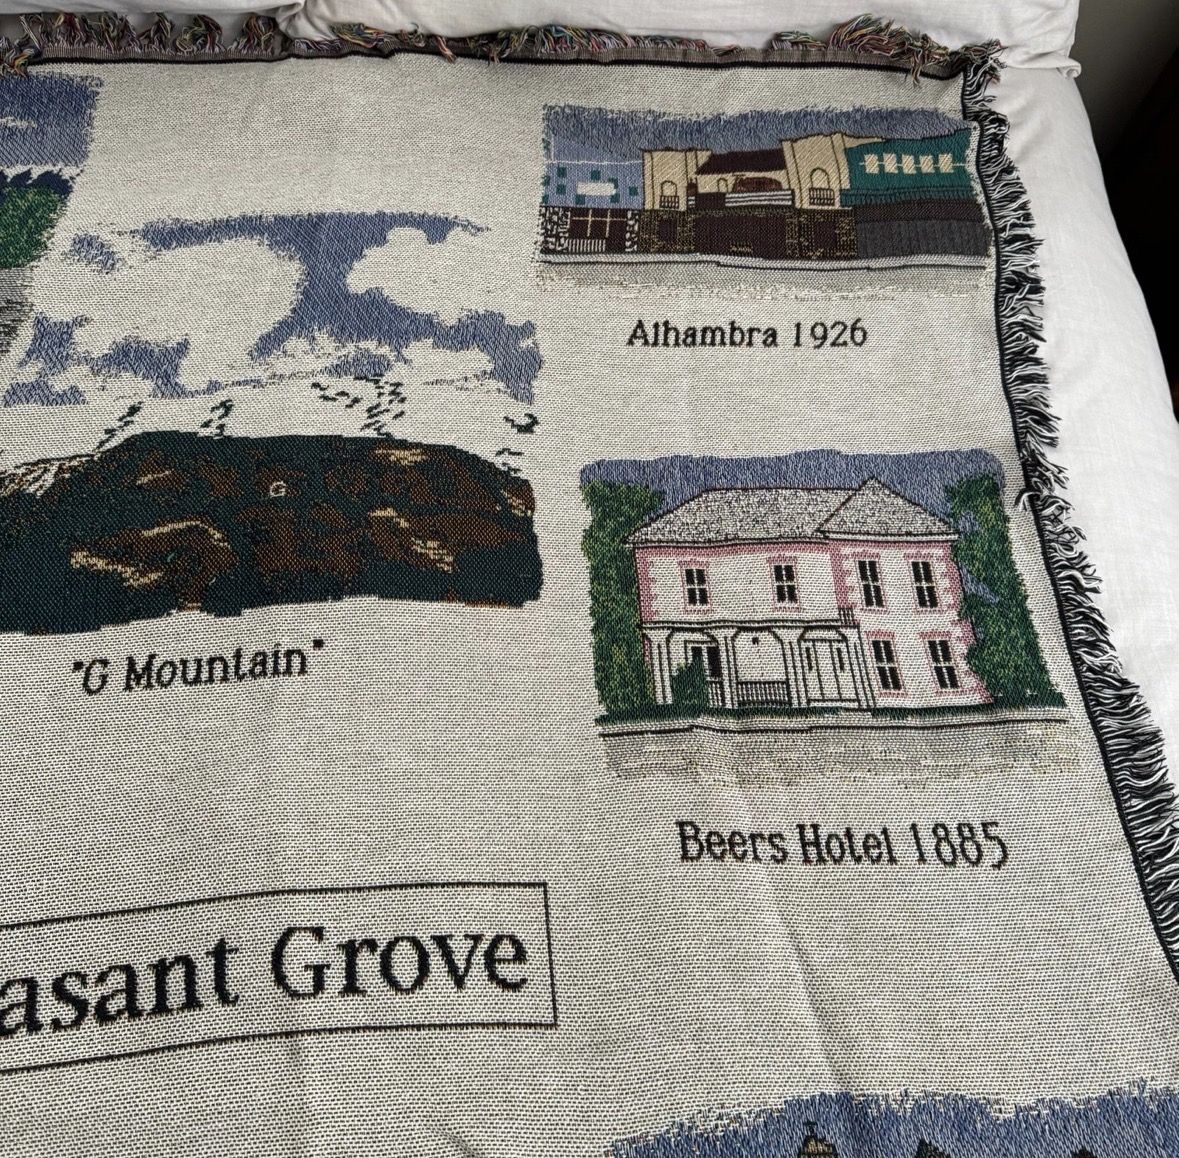 Alhambra 1926
G
"G Mountain"
Beers Hotel 1885
asant Grove